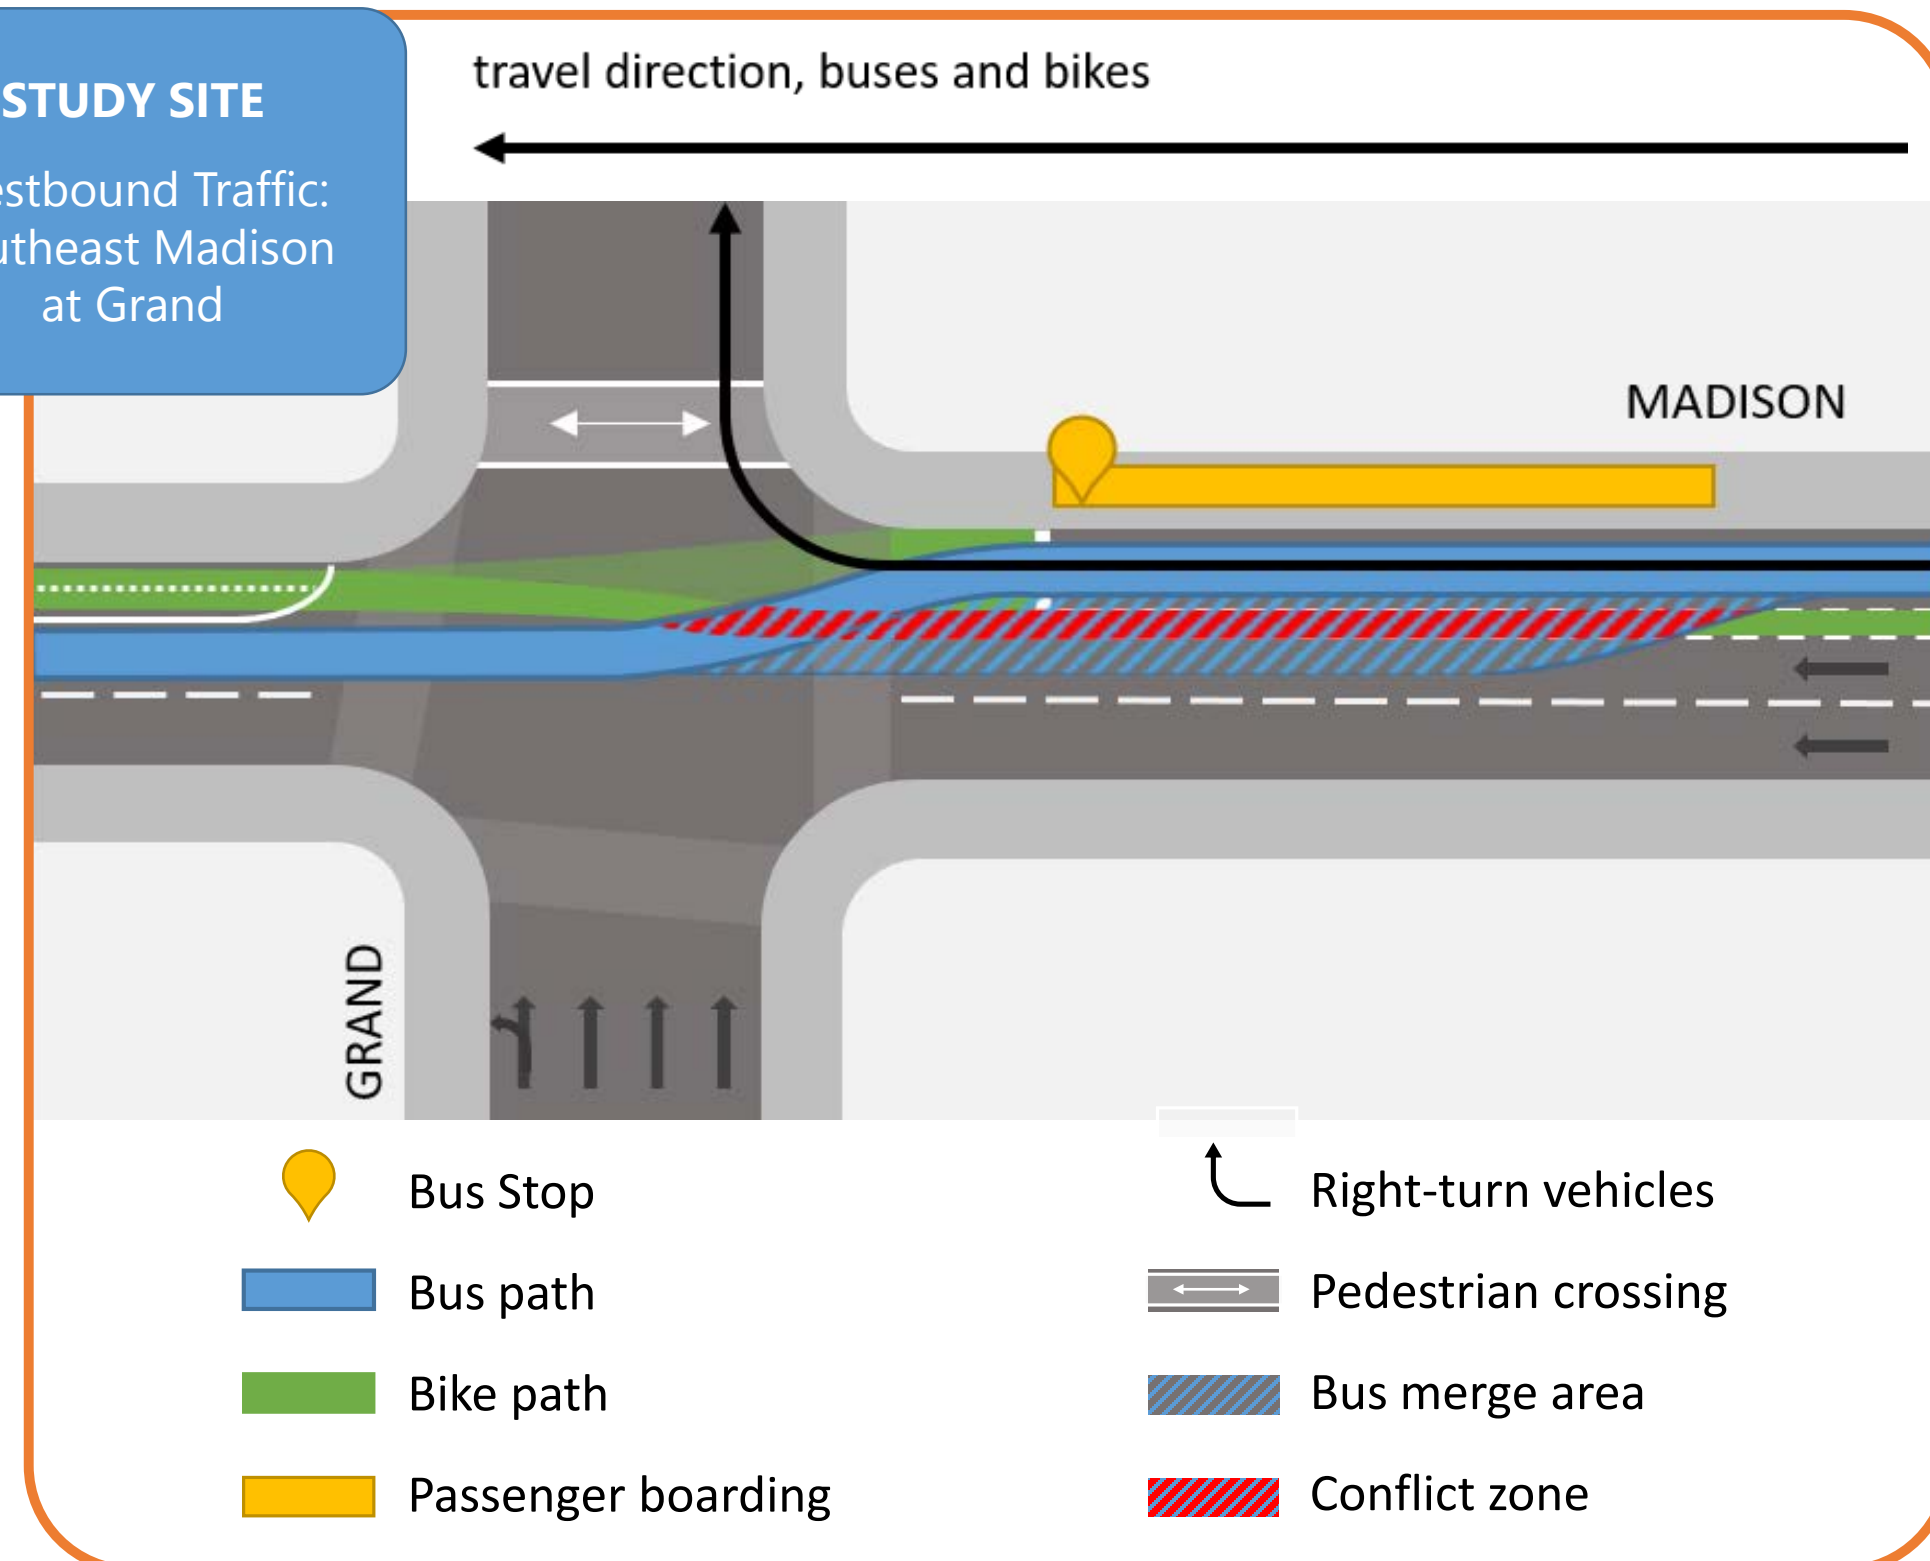 STUDY SITE
estbound Traffic:
utheast Madison
at Grand
travel direction, buses and bikes
MADISON
GRAND
Bus Stop
Bus path
Bike path
Passenger boarding
Right-turn vehicles
Pedestrian crossing
Bus merge area
Conflict zone